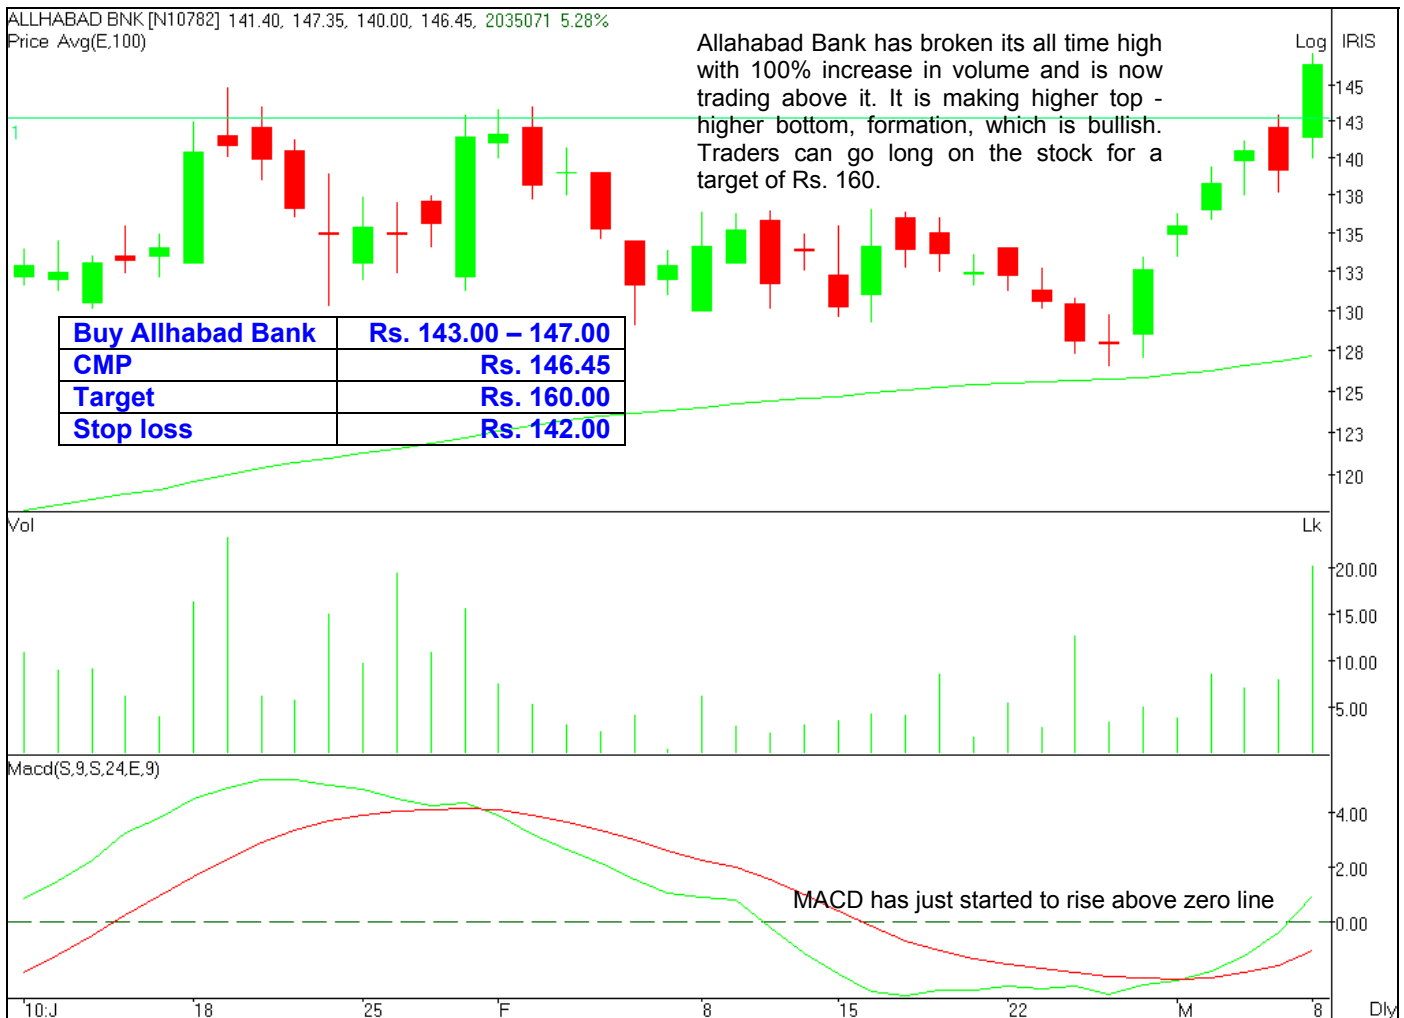 ALLHABAD BNK [N10782] 141.40, 147.35, 140.00, 146.45, 2035071 5.28%
Price Avg(E,100)
Log IRIS
Allahabad Bank has broken its all time high
with 100% increase in volume and is now
trading above it. It is making higher top -
higher bottom, formation, which is bullish.
Traders can go long on the stock for a
target of Rs. 160.
1
145
143
140
138
135
133
130
128
125
123
120
Buy Allhabad Bank Rs. 143.00 – 147.00
CMP Rs. 146.45
Target Rs. 160.00
Stop loss Rs. 142.00
Vol Lk
20.00
15.00
10.00
5.00
Macd(S,9,S,24,E,9)
4.00
2.00
MACD has just started to rise above zero line
0.00
10:J 18 25 F 8 15 22 M 8 Dly